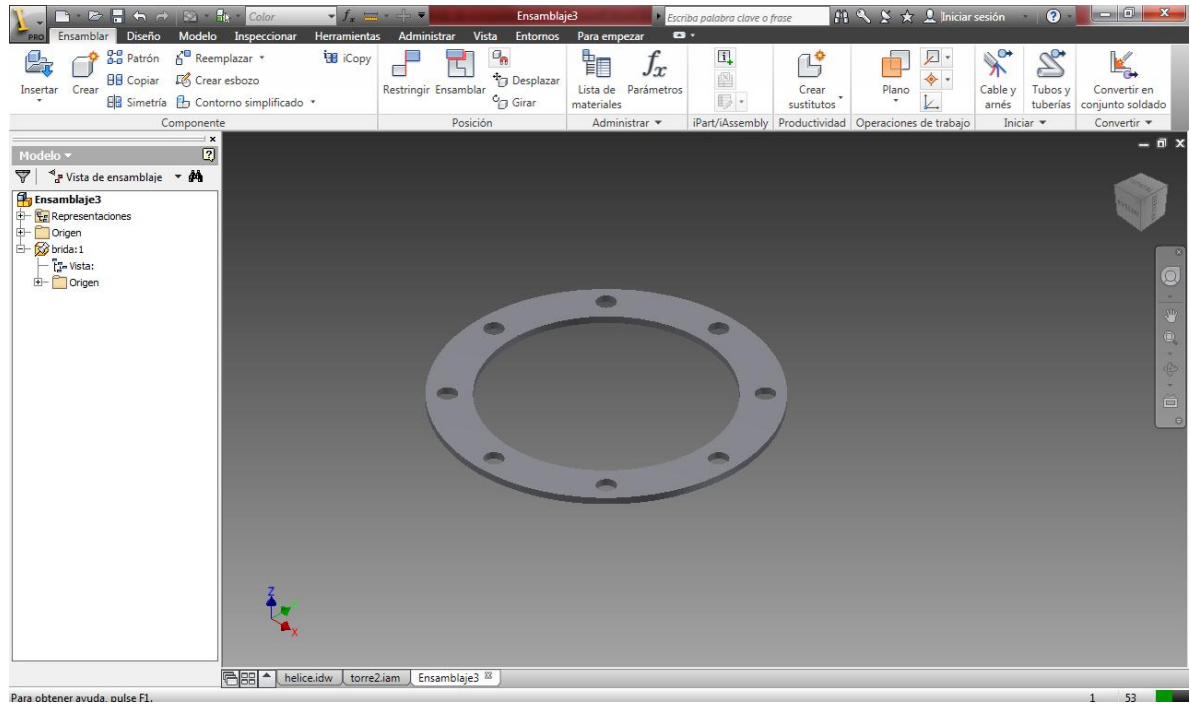 PRO
Color
fx
Ensamblaje3
Escriba palabra clave o frase
Iniciar sesión
Ensamblar Diseño Modelo Inspeccionar Herramientas Administrar Vista Entornos Para empezar
Insertar
Crear
Patrón
Copiar
Simetría
Reemplazar
Crear esbozo
Contorno simplificado
iCopy
Componente
Restringir
Ensamblar
Desplazar
Girar
Posición
Lista de materiales
fx
Parámetros
Administrar
iPart/iAssembly
Crear sustitutos
Productividad
Plano
Operaciones de trabajo
Cable y arnés
Tubos y tuberías
Iniciar
Convertir en conjunto soldado
Convertir
Modelo
Vista de ensamblaje
Ensamblaje3
Representaciones
Origen
brida:1
Vista:
Origen
Z
X
helice.idw torre2.iam Ensamblaje3
Para obtener ayuda, pulse F1.
1 53